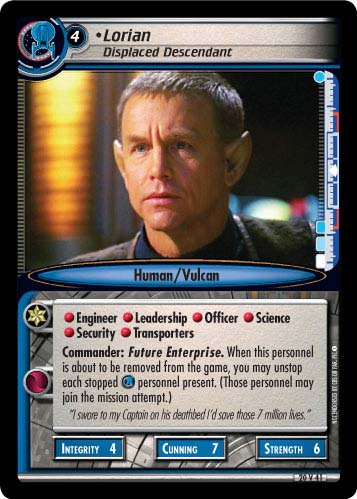 4
•Lorian
Displaced Descendant
Human/Vulcan
•Engineer •Leadership •Officer •Science
•Security •Transporters
Commander: Future Enterprise. When this personnel
is about to be removed from the game, you may unstop
each stopped personnel present. (Those personnel may
join the mission attempt.)
"I swore to my Captain on his deathbed I'd save those 7 million lives."
INTEGRITY 4 CUNNING 7 STRENGTH 6
20 V 41